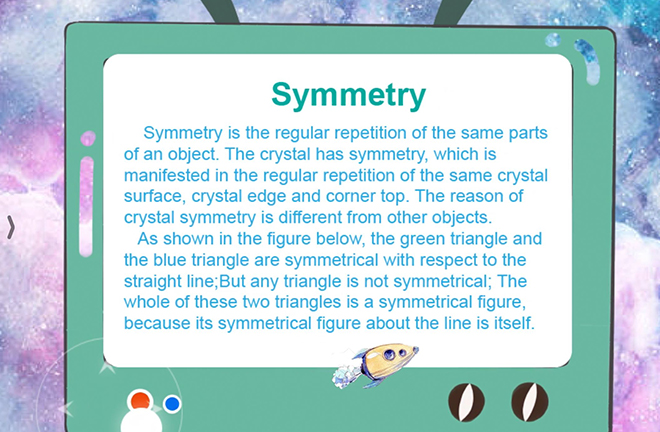 Symmetry
Symmetry is the regular repetition of the same parts
of an object. The crystal has symmetry, which is
manifested in the regular repetition of the same crystal
surface, crystal edge and corner top. The reason of
crystal symmetry is different from other objects.
As shown in the figure below, the green triangle and
the blue triangle are symmetrical with respect to the
straight line;But any triangle is not symmetrical; The
whole of these two triangles is a symmetrical figure,
because its symmetrical figure about the line is itself.